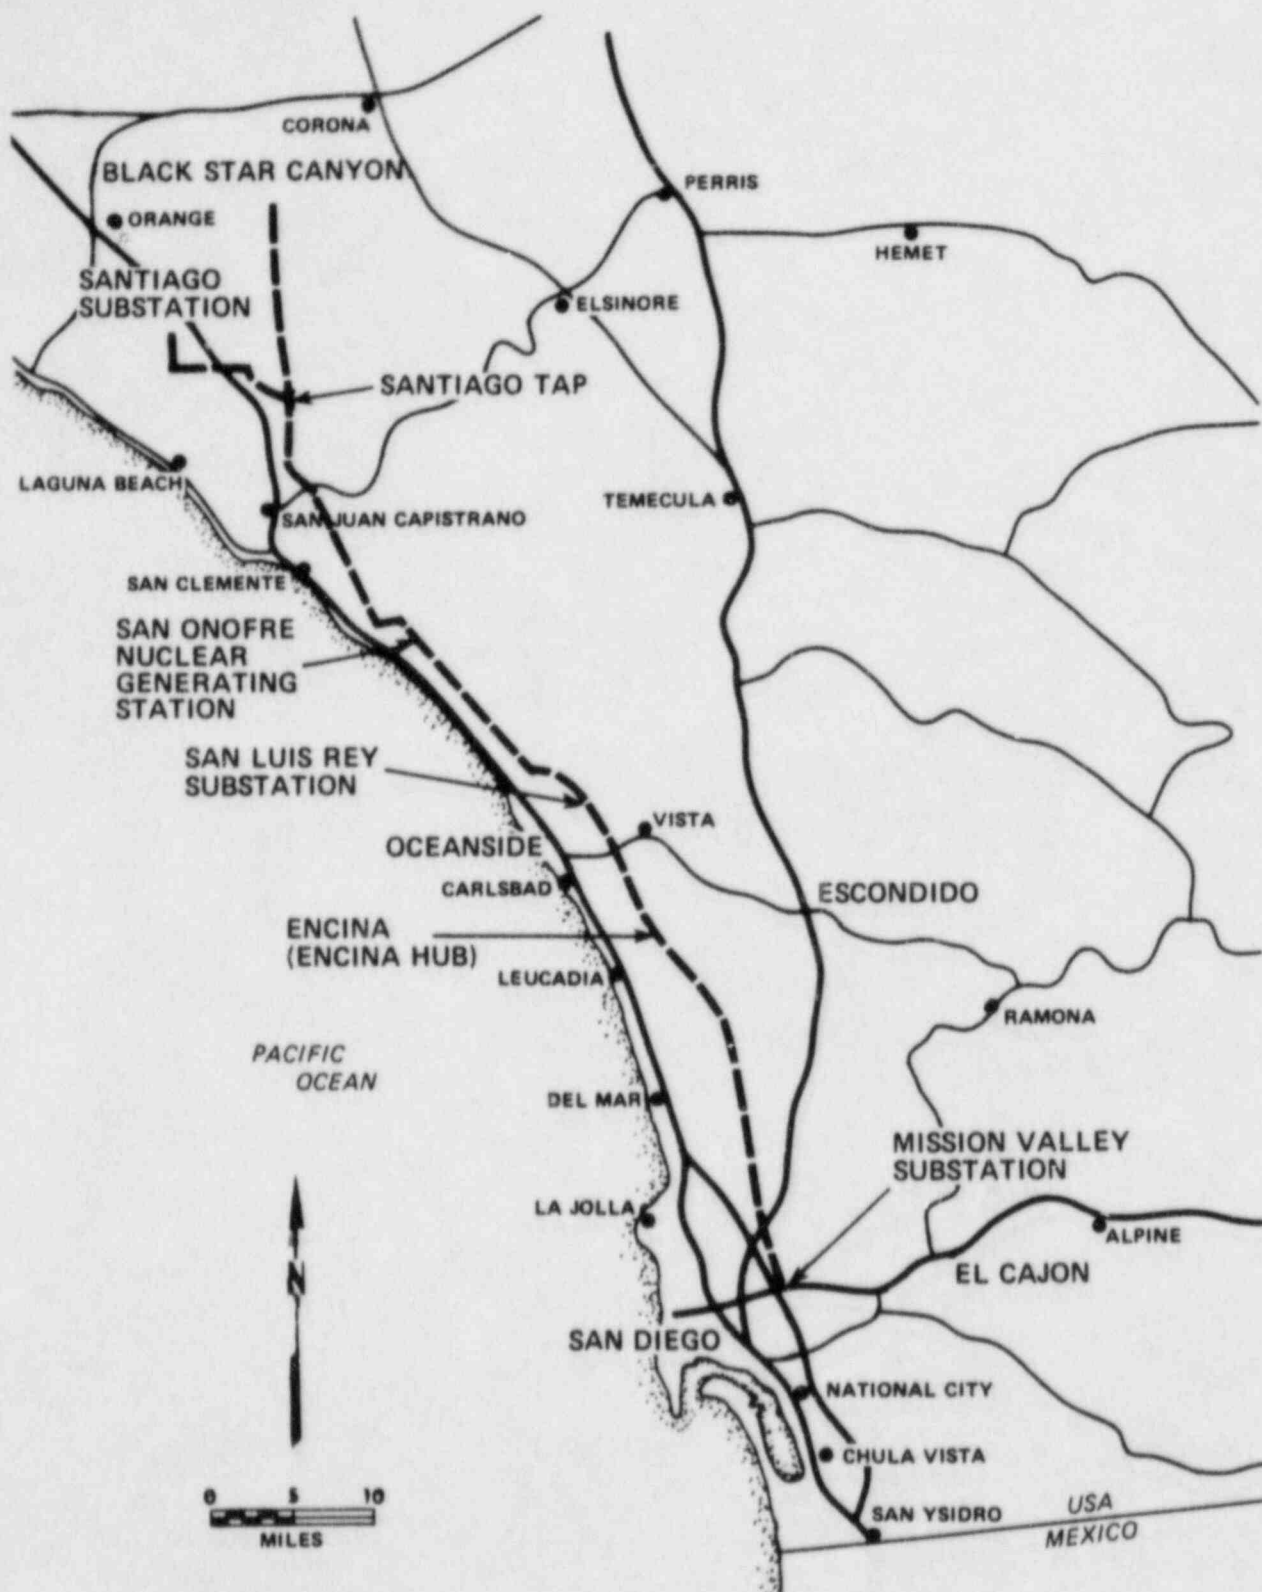 CORONA
BLACK STAR CANYON
PERRIS
ORANGE
HEMET
SANTIAGO
SUBSTATION
ELSINORE
SANTIAGO TAP
LAGUNA BEACH
TEMECULA
SAN JUAN CAPISTRANO
SAN CLEMENTE
SAN ONOFRE
NUCLEAR
GENERATING
STATION
SAN LUIS REY
SUBSTATION
VISTA
OCEANSIDE
CARLSBAD
ESCONDIDO
ENCINA
(ENCINA HUB)
LEUCADIA
RAMONA
PACIFIC
OCEAN
DEL MAR
MISSION VALLEY
SUBSTATION
LA JOLLA
ALPINE
N
EL CAJON
SAN DIEGO
NATIONAL CITY
CHULA VISTA
0 5 10
MILES
SAN YSIDRO
USA
MEXICO